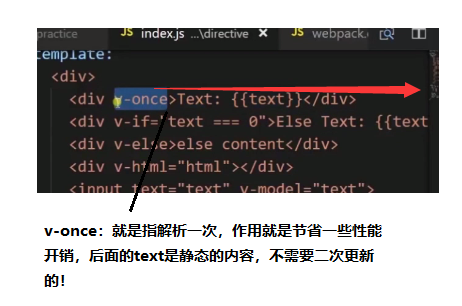 practice
index.js ...\directive
webpack.
template:
<div>
<div v-once>Text: {{text}}</div>
<div v-if="text === 0">Else Text: {{text
<div v-else>else content</div>
<div v-html="html"></div>
<input text="text" v-model="text">
v-once：就是指解析一次，作用就是节省一些性能
开销，后面的text是静态的内容，不需要二次更新
的！